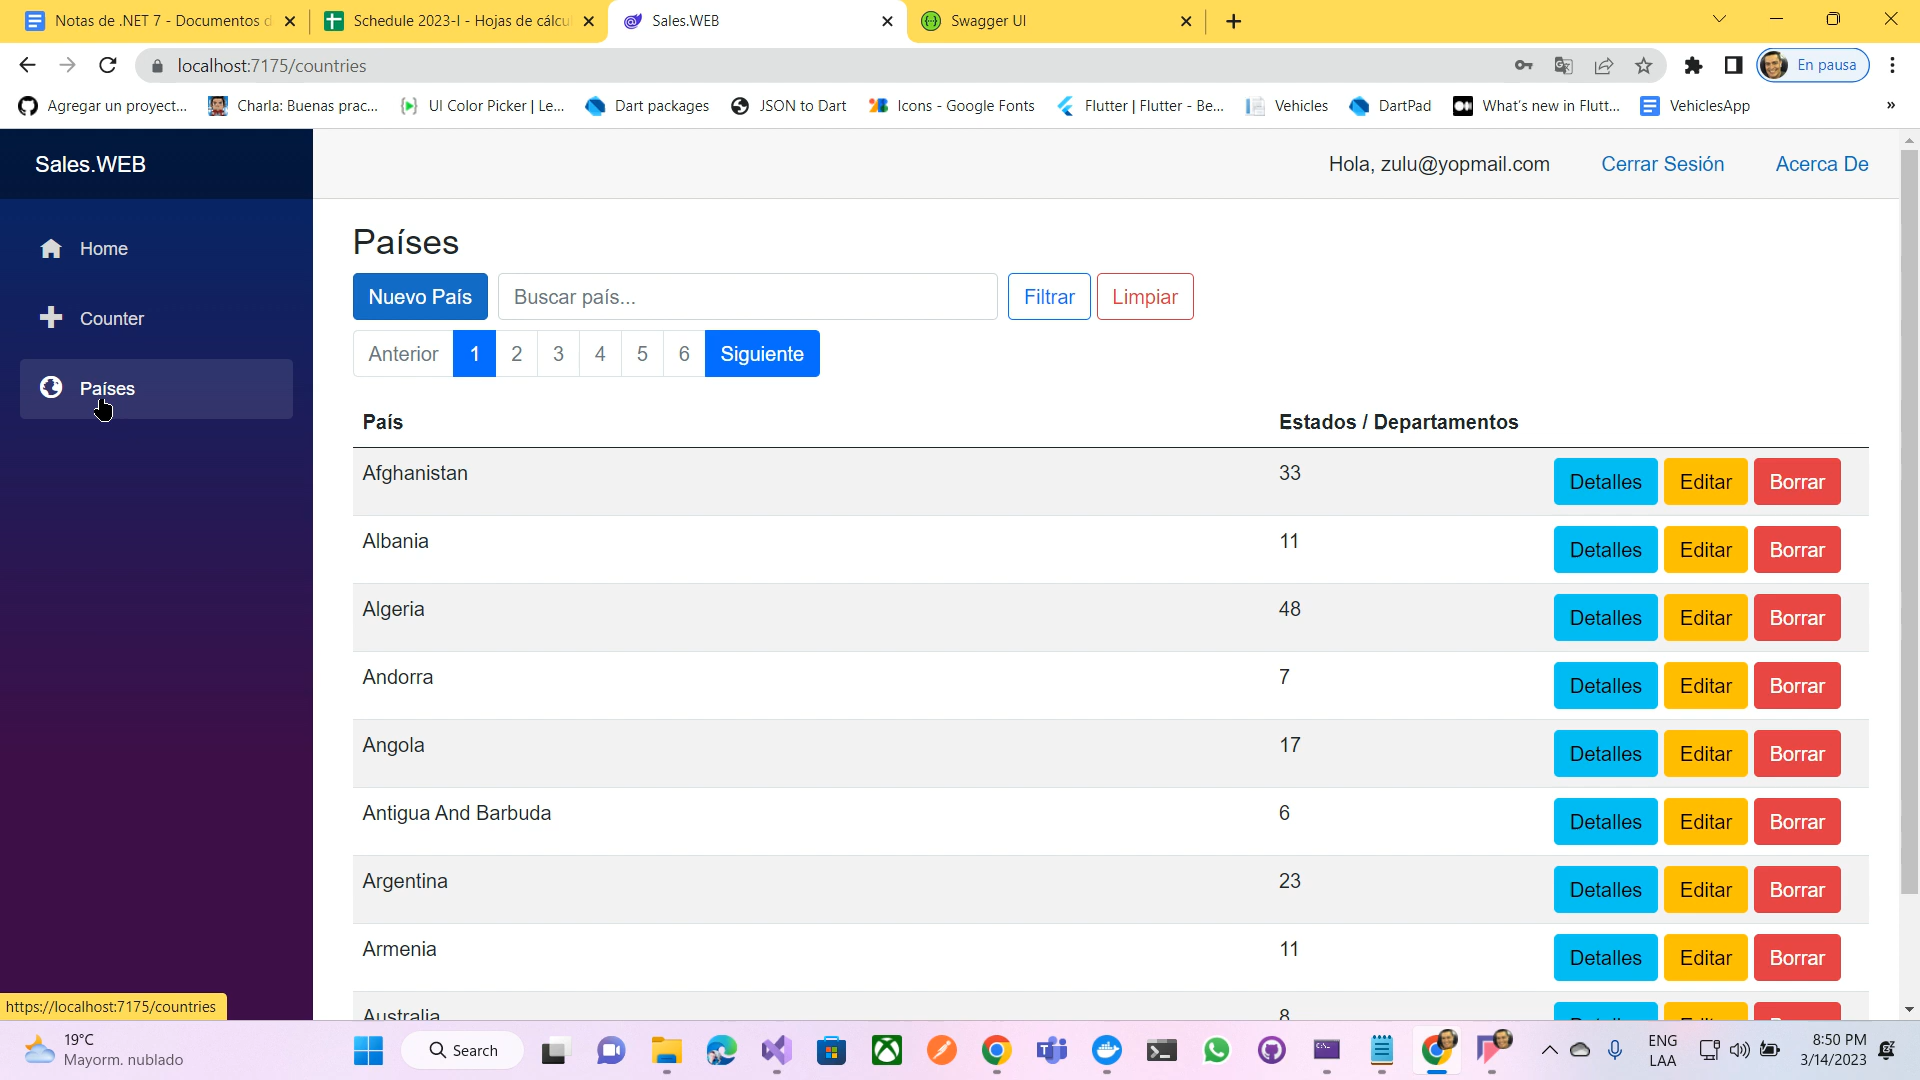 Notas de .NET 7 - Documentos d
Schedule 2023-I - Hojas de cálcu
Sales.WEB
Swagger UI
localhost:7175/countries
En pausa
Agregar un proyect...
Charla: Buenas prac...
UI Color Picker | Le...
Dart packages
JSON to Dart
Icons - Google Fonts
Flutter | Flutter - Be...
Vehicles
DartPad
What's new in Flutt...
VehiclesApp
»
Sales.WEB
Hola, zulu@yopmail.com
Cerrar Sesión
Acerca De
Home
Counter
Países
Países
Nuevo País
Buscar país...
Filtrar
Limpiar
Anterior 1 2 3 4 5 6 Siguiente
País Estados / Departamentos
Afghanistan 33 Detalles Editar Borrar
Albania 11 Detalles Editar Borrar
Algeria 48 Detalles Editar Borrar
Andorra 7 Detalles Editar Borrar
Angola 17 Detalles Editar Borrar
Antigua And Barbuda 6 Detalles Editar Borrar
Argentina 23 Detalles Editar Borrar
Armenia 11 Detalles Editar Borrar
Australia 8
https://localhost:7175/countries
19°C
Mayorm. nublado
Search
ENG
LAA
8:50 PM
3/14/2023